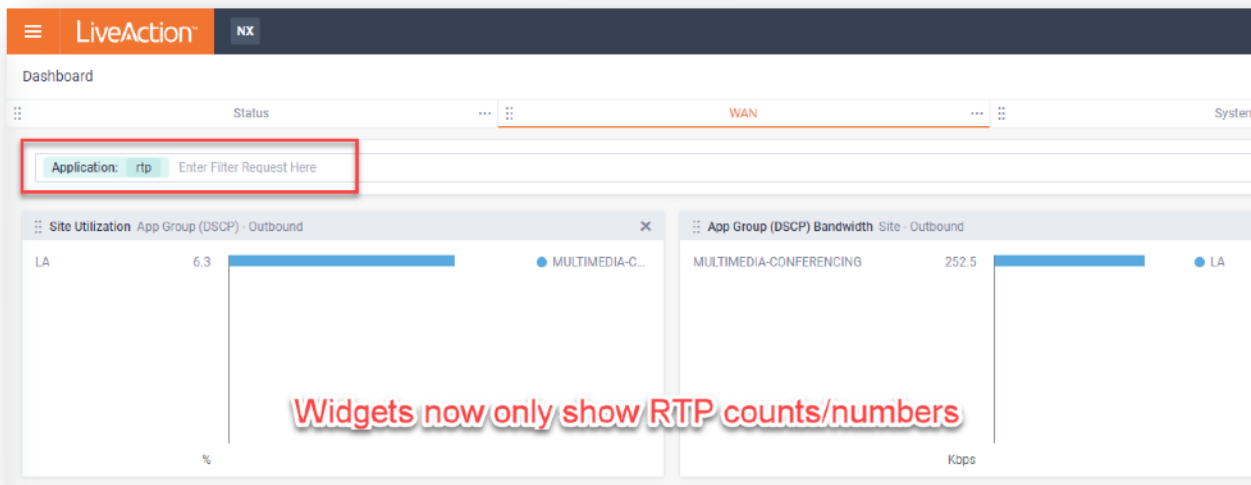 LiveAction™
NX
Dashboard
Status ... WAN ... System
Application: rtp Enter Filter Request Here
Site Utilization App Group (DSCP) - Outbound
App Group (DSCP) Bandwidth Site - Outbound
LA 6.3 MULTIMEDIA-C...
MULTIMEDIA-CONFERENCING 252.5 LA
Widgets now only show RTP counts/numbers
%
Kbps